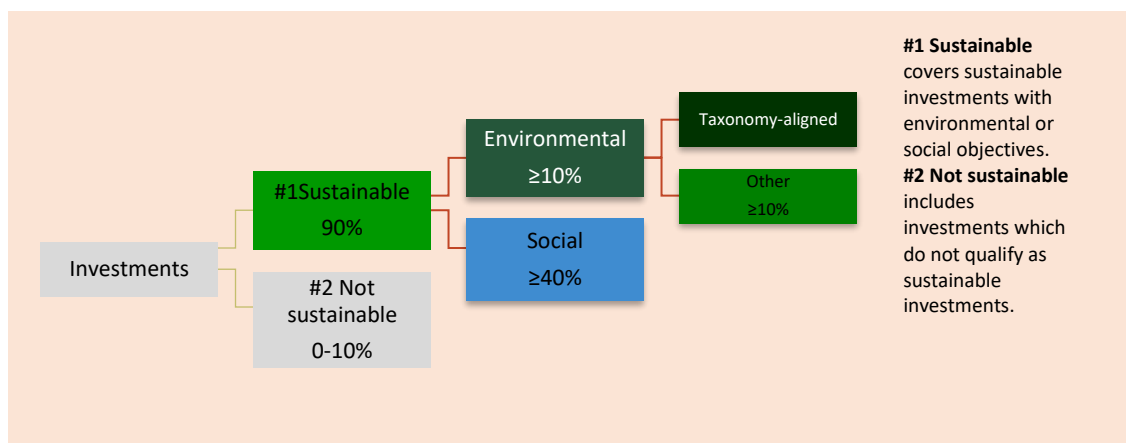 Investments
#1Sustainable
90%
#2 Not
sustainable
0-10%
Environmental
≥10%
Social
≥40%
Taxonomy-aligned
Other
≥10%
#1 Sustainable
covers sustainable
investments with
environmental or
social objectives.
#2 Not sustainable
includes
investments which
do not qualify as
sustainable
investments.